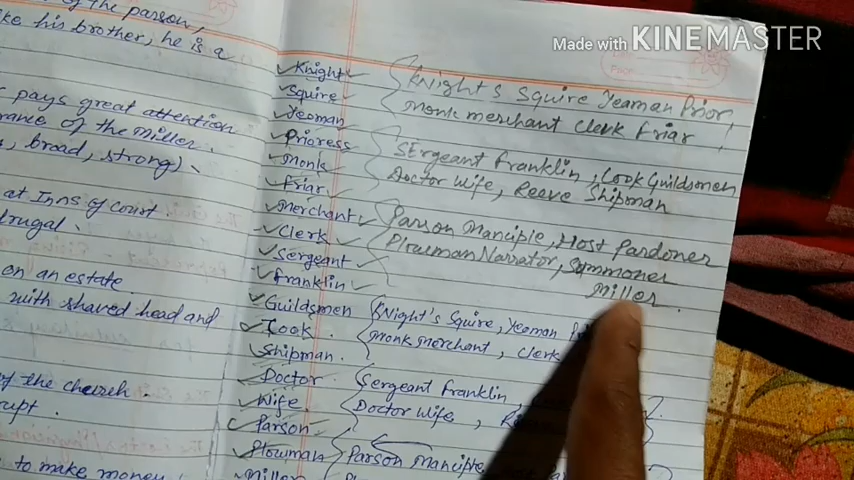 Made with KINEMASTER
of the parson,
like his brother, he is a
pays great attention
rance of the miller.
, broad, strong)
at Inns of court.
frugal.
on an estate.
with shaved head and
of the church.
rupt.
to make money
Knight
Squire
Yeoman
Prioress
Monk
Friar
Merchant
Clerk
Sergeant
Franklin
Guildsmen
Cook
Shipman.
Doctor
Wife
Parson
Plowman
Miller
Knight's Squire Yeoman Prior,
Monk merchant Clerk Friar,
SErgeant Franklin, Cook Guildsmen
Doctor Wife, Reeve Shipman
Parson Manciple, Host Pardoner
Plowman Narrator, Summoner
Miller.
Knight's Squire, Yeoman
Monk Merchant, Clerk
Sergeant Franklin,
Doctor Wife,
Parson Manciple